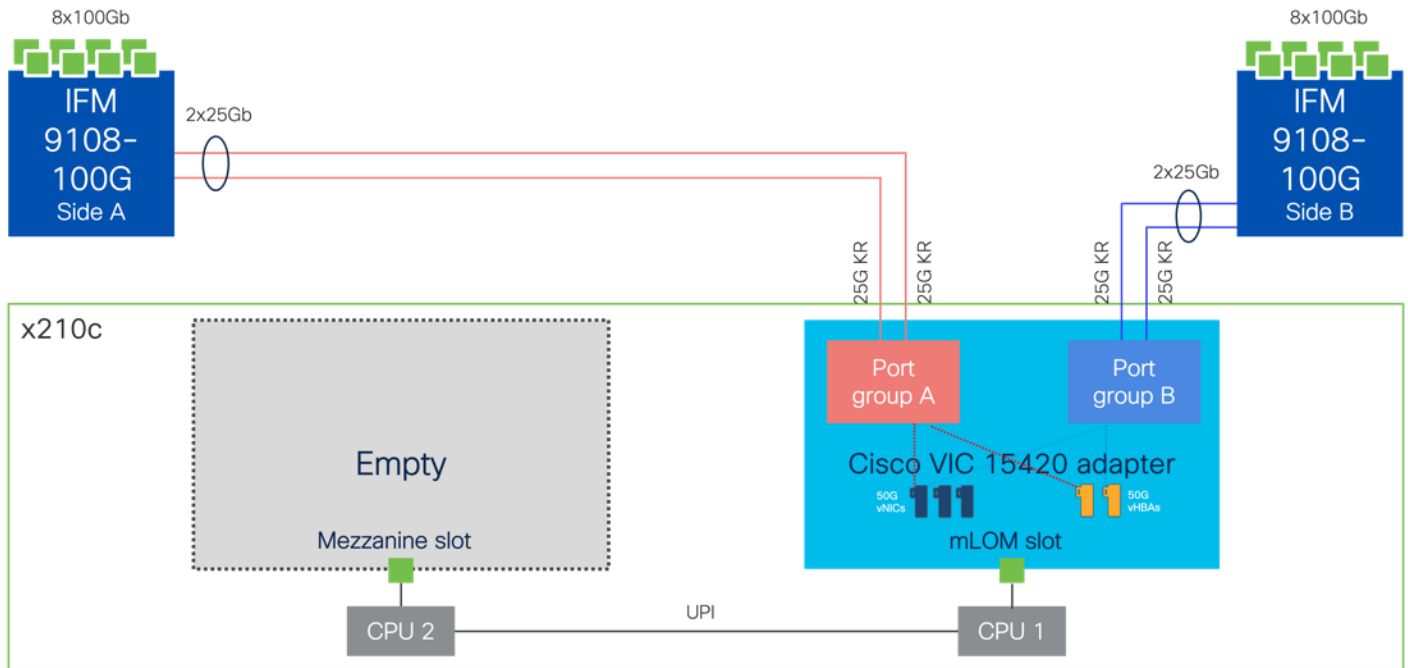 8x100Gb
IFM
9108-
100G
Side A
2x25Gb
8x100Gb
IFM
9108-
100G
Side B
2x25Gb
25G KR
25G KR
25G KR
25G KR
x210c
Empty
Mezzanine slot
Port
group A
Port
group B
Cisco VIC 15420 adapter
50G
vNICs
50G
vHBAs
mLOM slot
CPU 2
UPI
CPU 1